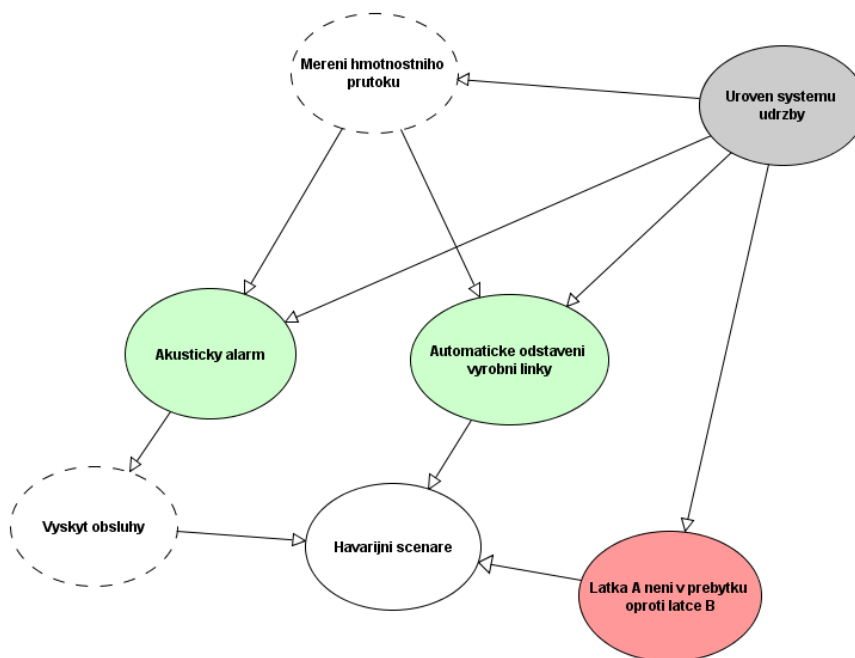 Mereni hmotnostniho
prutoku
Uroven systemu
udrzby
Akusticky alarm
Automaticke odstaveni
vyrobni linky
Vyskyt obsluhy
Havarijni scenare
Latka A neni v prebytku
oproti latce B